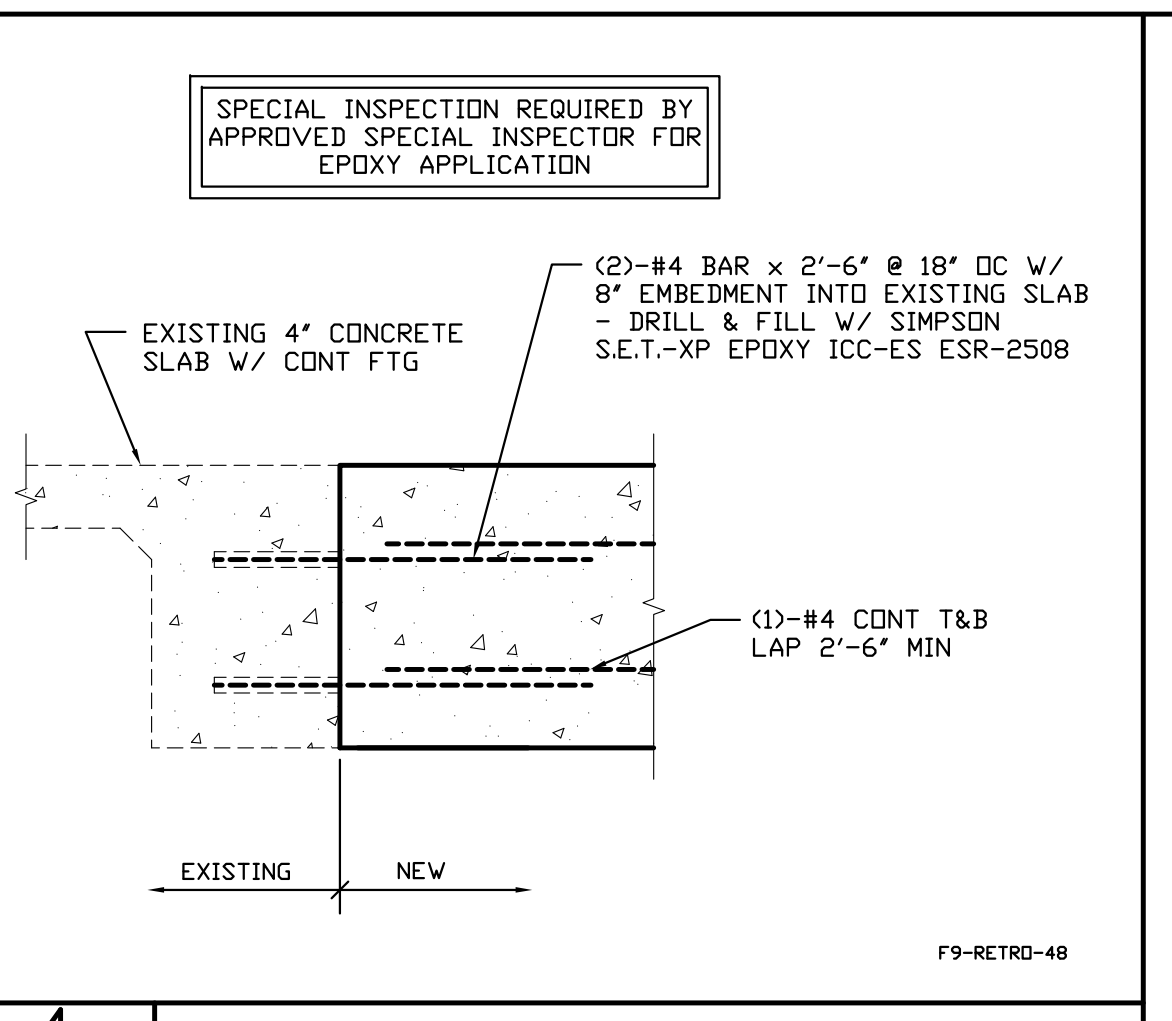 SPECIAL INSPECTION REQUIRED BY
APPROVED SPECIAL INSPECTOR FOR
EPOXY APPLICATION
(2)-#4 BAR x 2'-6" @ 18" OC W/
8" EMBEDMENT INTO EXISTING SLAB
- DRILL & FILL W/ SIMPSON
S.E.T.-XP EPOXY ICC-ES ESR-2508
EXISTING 4" CONCRETE
SLAB W/ CONT FTG
(1)-#4 CONT T&B
LAP 2'-6" MIN
EXISTING
NEW
F9-RETRO-48